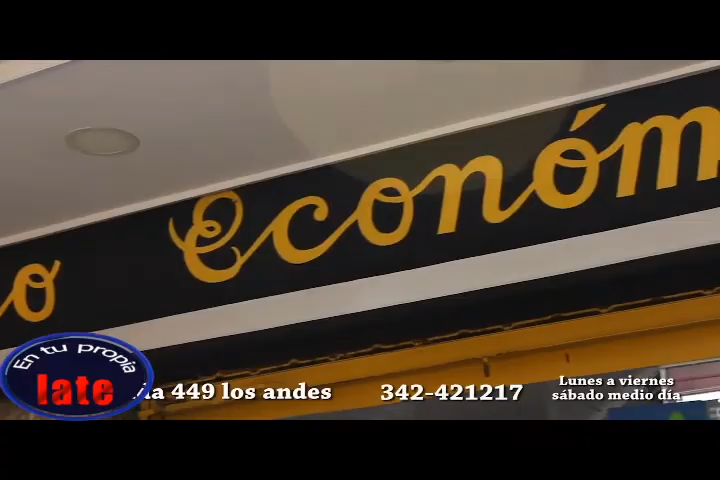 o Económ
En tu propia
late
449 los andes
342-421217
Lunes a viernes
sábado medio día